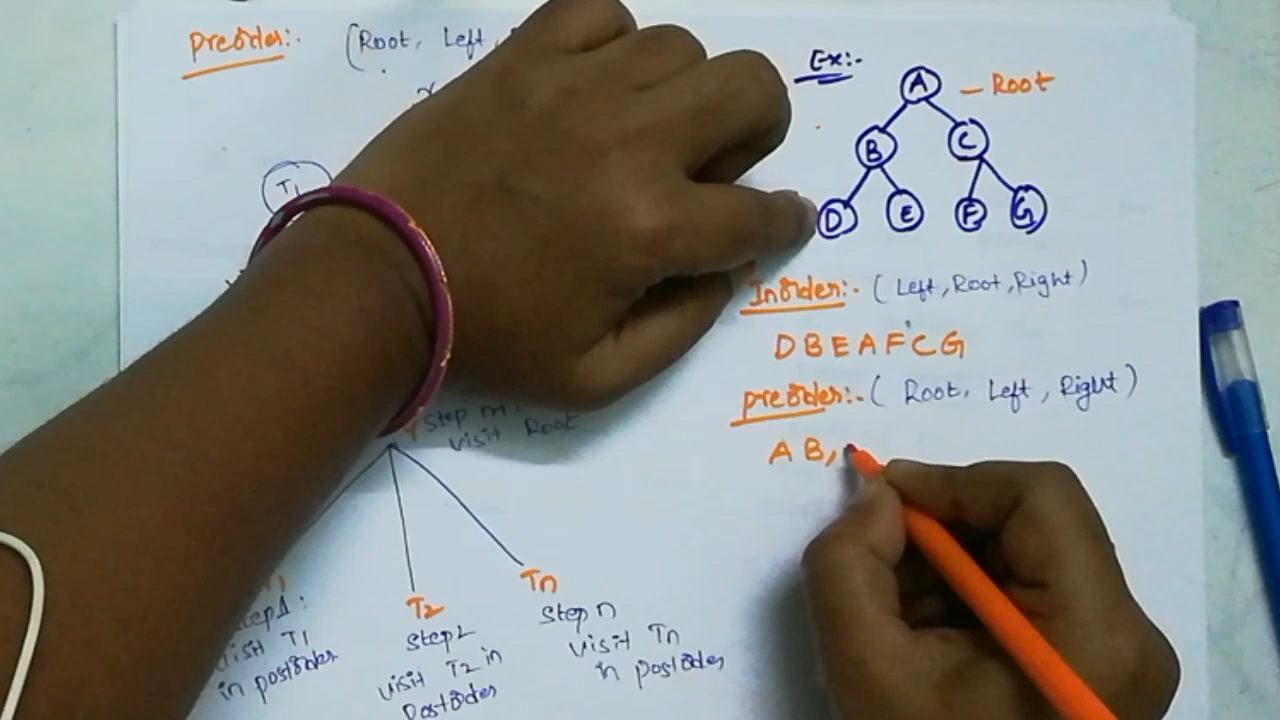 Preorder:- (Root, Left,
T1
Step n+1:
visit Root
Tn
T2
Step1:
visit T1
in postorder
Step2
visit T2 in
Postorder
Step n
visit Tn
in postorder
Ex:-
A - Root
B C
D E F G
Inorder:- (Left, Root, Right)
D B E A F C G
preorder:- (Root, Left, Right)
A B,